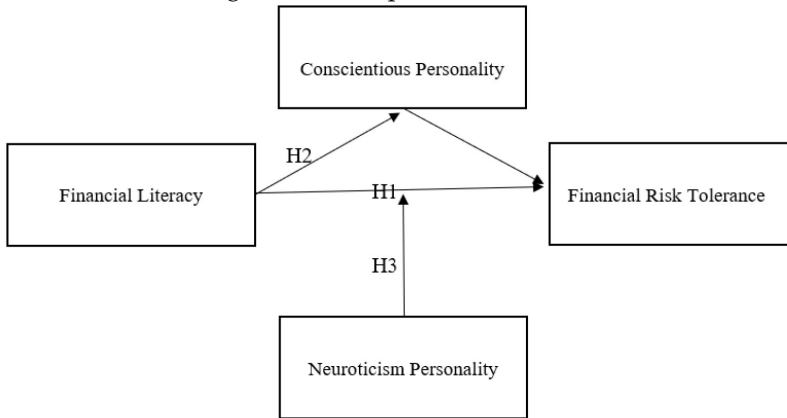 Conscientious Personality
H2
Financial Literacy
H1
Financial Risk Tolerance
H3
Neuroticism Personality